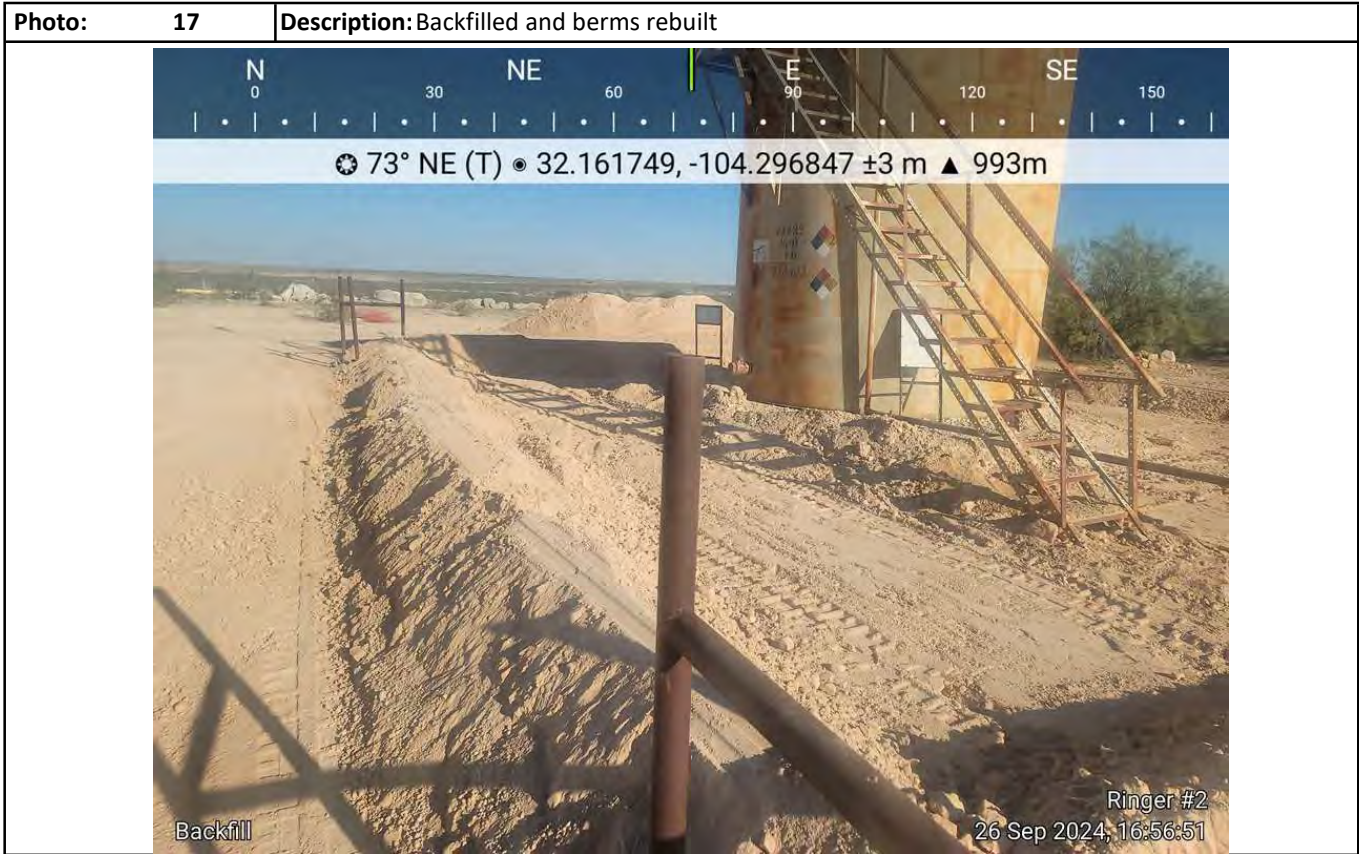 Photo: 17 Description: Backfilled and berms rebuilt
N NE E SE
0 30 60 90 120 150
73° NE (T) 32.161749, -104.296847 ±3 m ▲ 993m
Ringer #2
Backfill 26 Sep 2024, 16:56:51